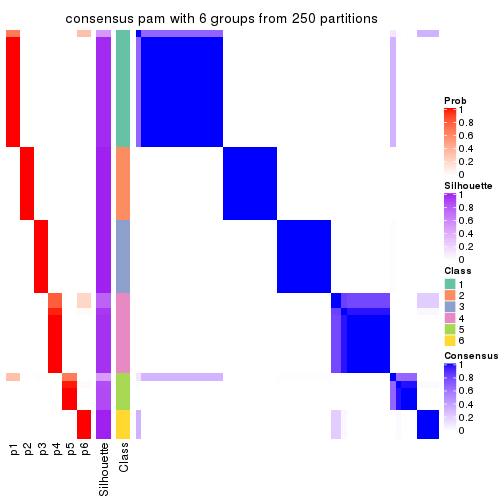 consensus pam with 6 groups from 250 partitions
Prob
1
0.8
0.6
0.4
0.2
0
Silhouette
1
0.8
0.6
0.4
0.2
0
Class
1
2
3
4
5
6
Consensus
1
0.8
0.6
0.4
0.2
0
p1
p2
p3
p4
p5
p6
Silhouette
Class